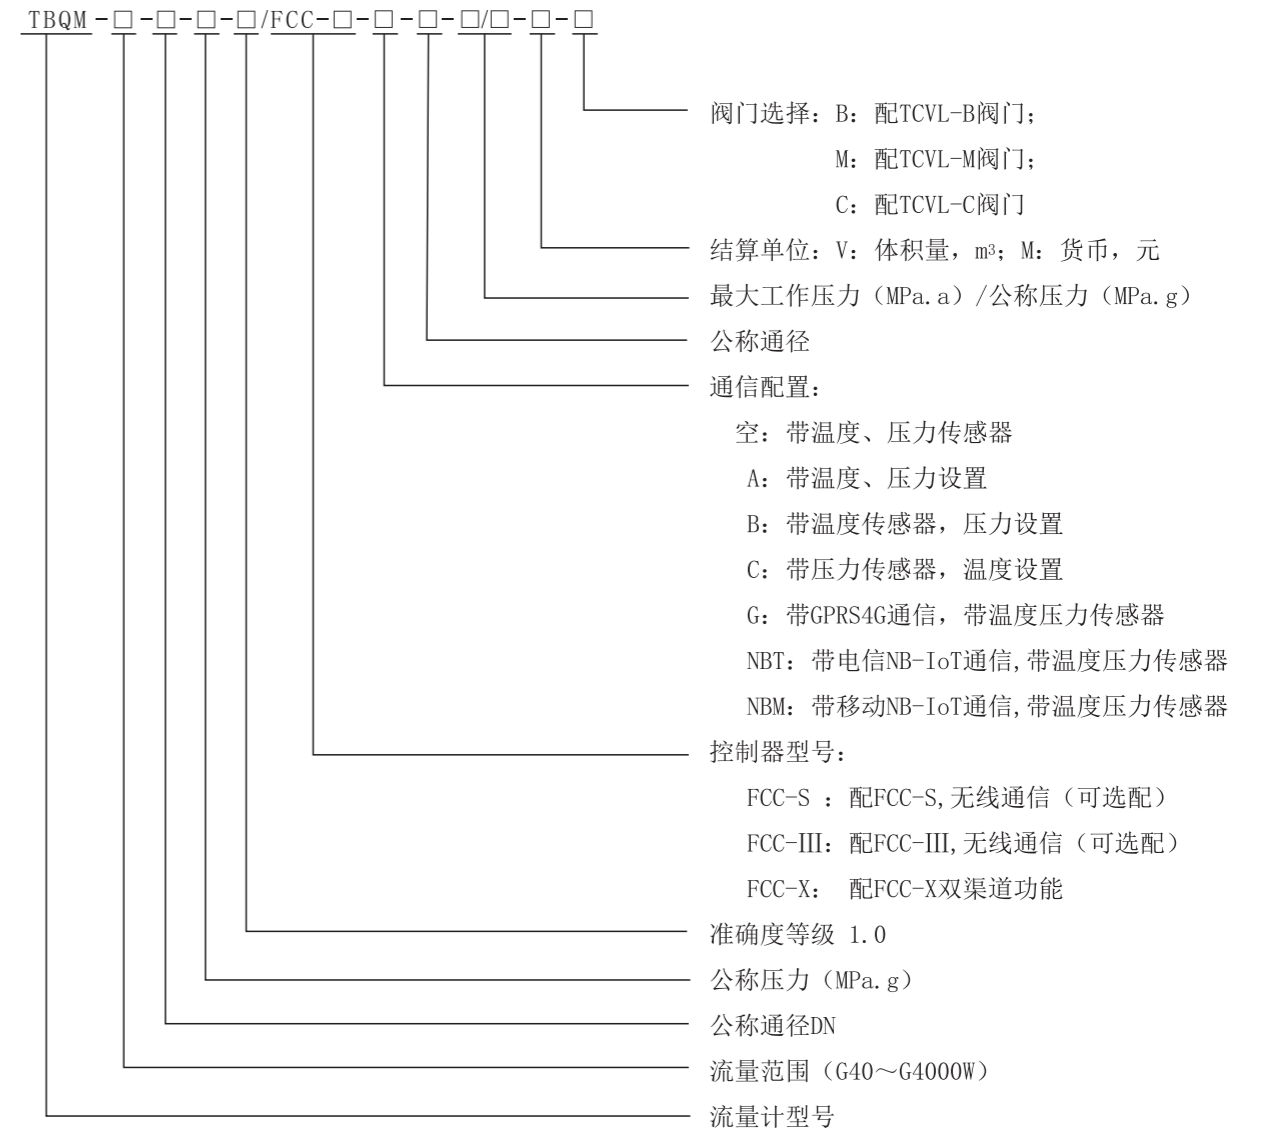 TBQM-□-□-□-□/FCC-□-□-□-□/□-□-□
阀门选择：B：配TCVL-B阀门；
M：配TCVL-M阀门；
C：配TCVL-C阀门
结算单位：V：体积量，m³；M：货币，元
最大工作压力（MPa.a）/公称压力（MPa.g）
公称通径
通信配置：
空：带温度、压力传感器
A：带温度、压力设置
B：带温度传感器，压力设置
C：带压力传感器，温度设置
G：带GPRS4G通信，带温度压力传感器
NBT：带电信NB-IoT通信,带温度压力传感器
NBM：带移动NB-IoT通信,带温度压力传感器
控制器型号：
FCC-S ：配FCC-S,无线通信（可选配）
FCC-Ⅲ：配FCC-Ⅲ,无线通信（可选配）
FCC-X： 配FCC-X双渠道功能
准确度等级 1.0
公称压力（MPa.g）
公称通径DN
流量范围（G40～G4000W）
流量计型号